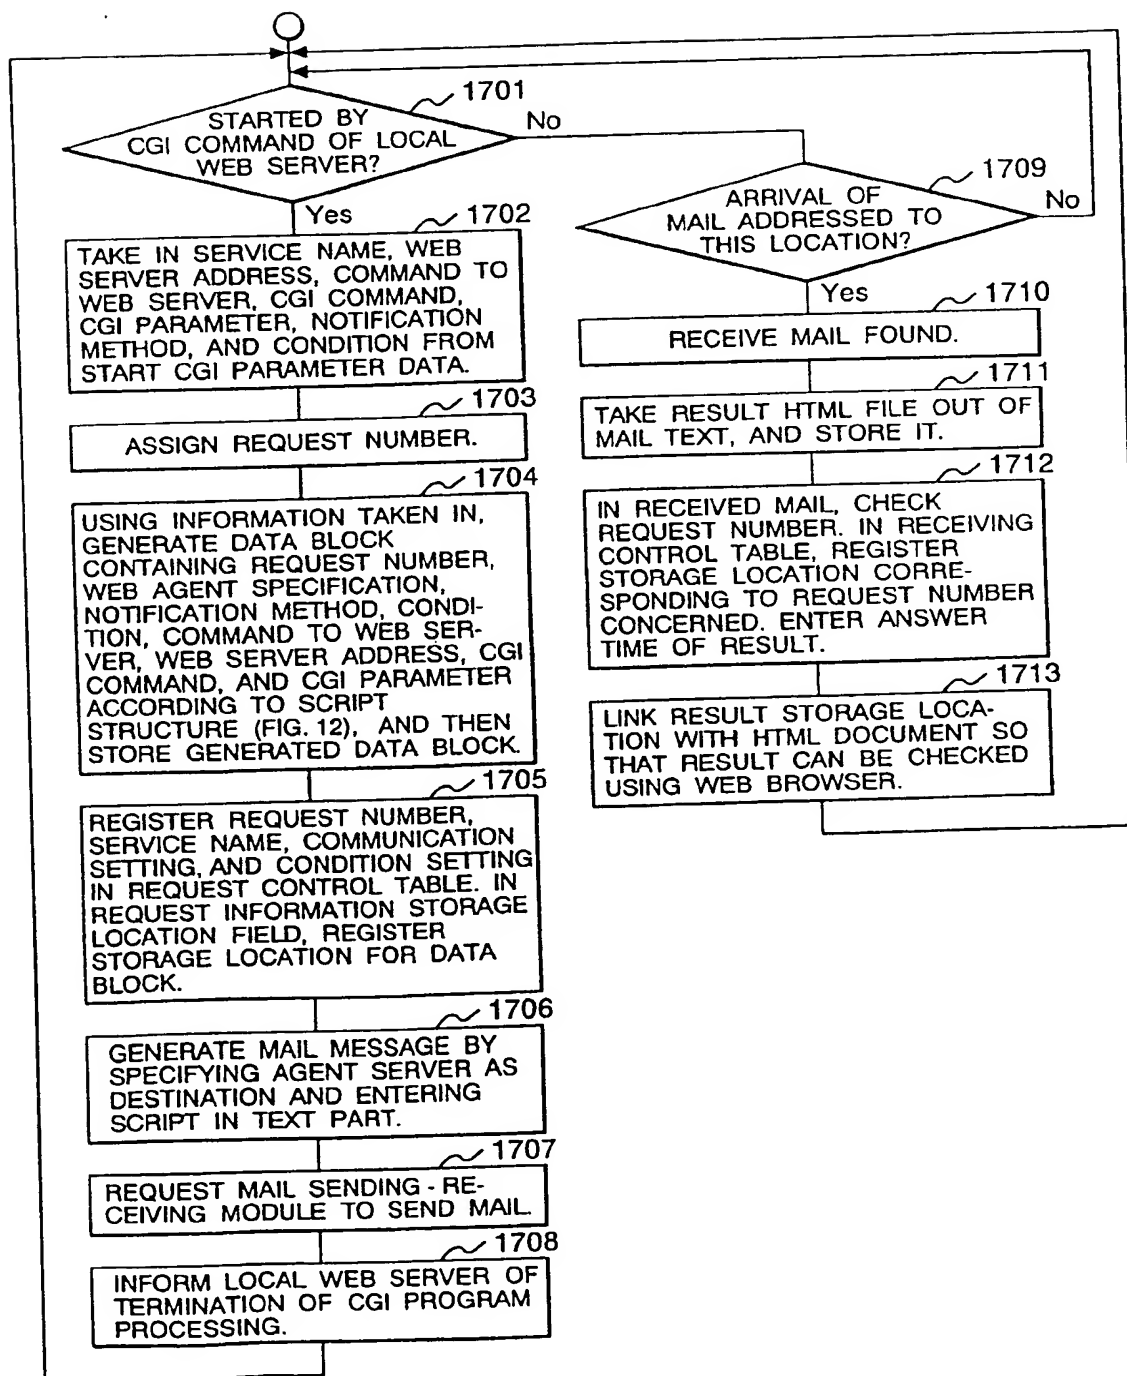 1701
STARTED BY
CGI COMMAND OF LOCAL
WEB SERVER?
No
Yes
1702
TAKE IN SERVICE NAME, WEB
SERVER ADDRESS, COMMAND TO
WEB SERVER, CGI COMMAND,
CGI PARAMETER, NOTIFICATION
METHOD, AND CONDITION FROM
START CGI PARAMETER DATA.
1703
ASSIGN REQUEST NUMBER.
1704
USING INFORMATION TAKEN IN,
GENERATE DATA BLOCK
CONTAINING REQUEST NUMBER,
WEB AGENT SPECIFICATION,
NOTIFICATION METHOD, CONDI-
TION, COMMAND TO WEB SER-
VER, WEB SERVER ADDRESS, CGI
COMMAND, AND CGI PARAMETER
ACCORDING TO SCRIPT
STRUCTURE (FIG. 12), AND THEN
STORE GENERATED DATA BLOCK.
1705
REGISTER REQUEST NUMBER,
SERVICE NAME, COMMUNICATION
SETTING, AND CONDITION SETTING
IN REQUEST CONTROL TABLE. IN
REQUEST INFORMATION STORAGE
LOCATION FIELD, REGISTER
STORAGE LOCATION FOR DATA
BLOCK.
1706
GENERATE MAIL MESSAGE BY
SPECIFYING AGENT SERVER AS
DESTINATION AND ENTERING
SCRIPT IN TEXT PART.
1707
REQUEST MAIL SENDING - RE-
CEIVING MODULE TO SEND MAIL.
1708
INFORM LOCAL WEB SERVER OF
TERMINATION OF CGI PROGRAM
PROCESSING.
1709
ARRIVAL OF
MAIL ADDRESSED TO
THIS LOCATION?
No
Yes
1710
RECEIVE MAIL FOUND.
1711
TAKE RESULT HTML FILE OUT OF
MAIL TEXT, AND STORE IT.
1712
IN RECEIVED MAIL, CHECK
REQUEST NUMBER. IN RECEIVING
CONTROL TABLE, REGISTER
STORAGE LOCATION CORRE-
SPONDING TO REQUEST NUMBER
CONCERNED. ENTER ANSWER
TIME OF RESULT.
1713
LINK RESULT STORAGE LOCA-
TION WITH HTML DOCUMENT SO
THAT RESULT CAN BE CHECKED
USING WEB BROWSER.